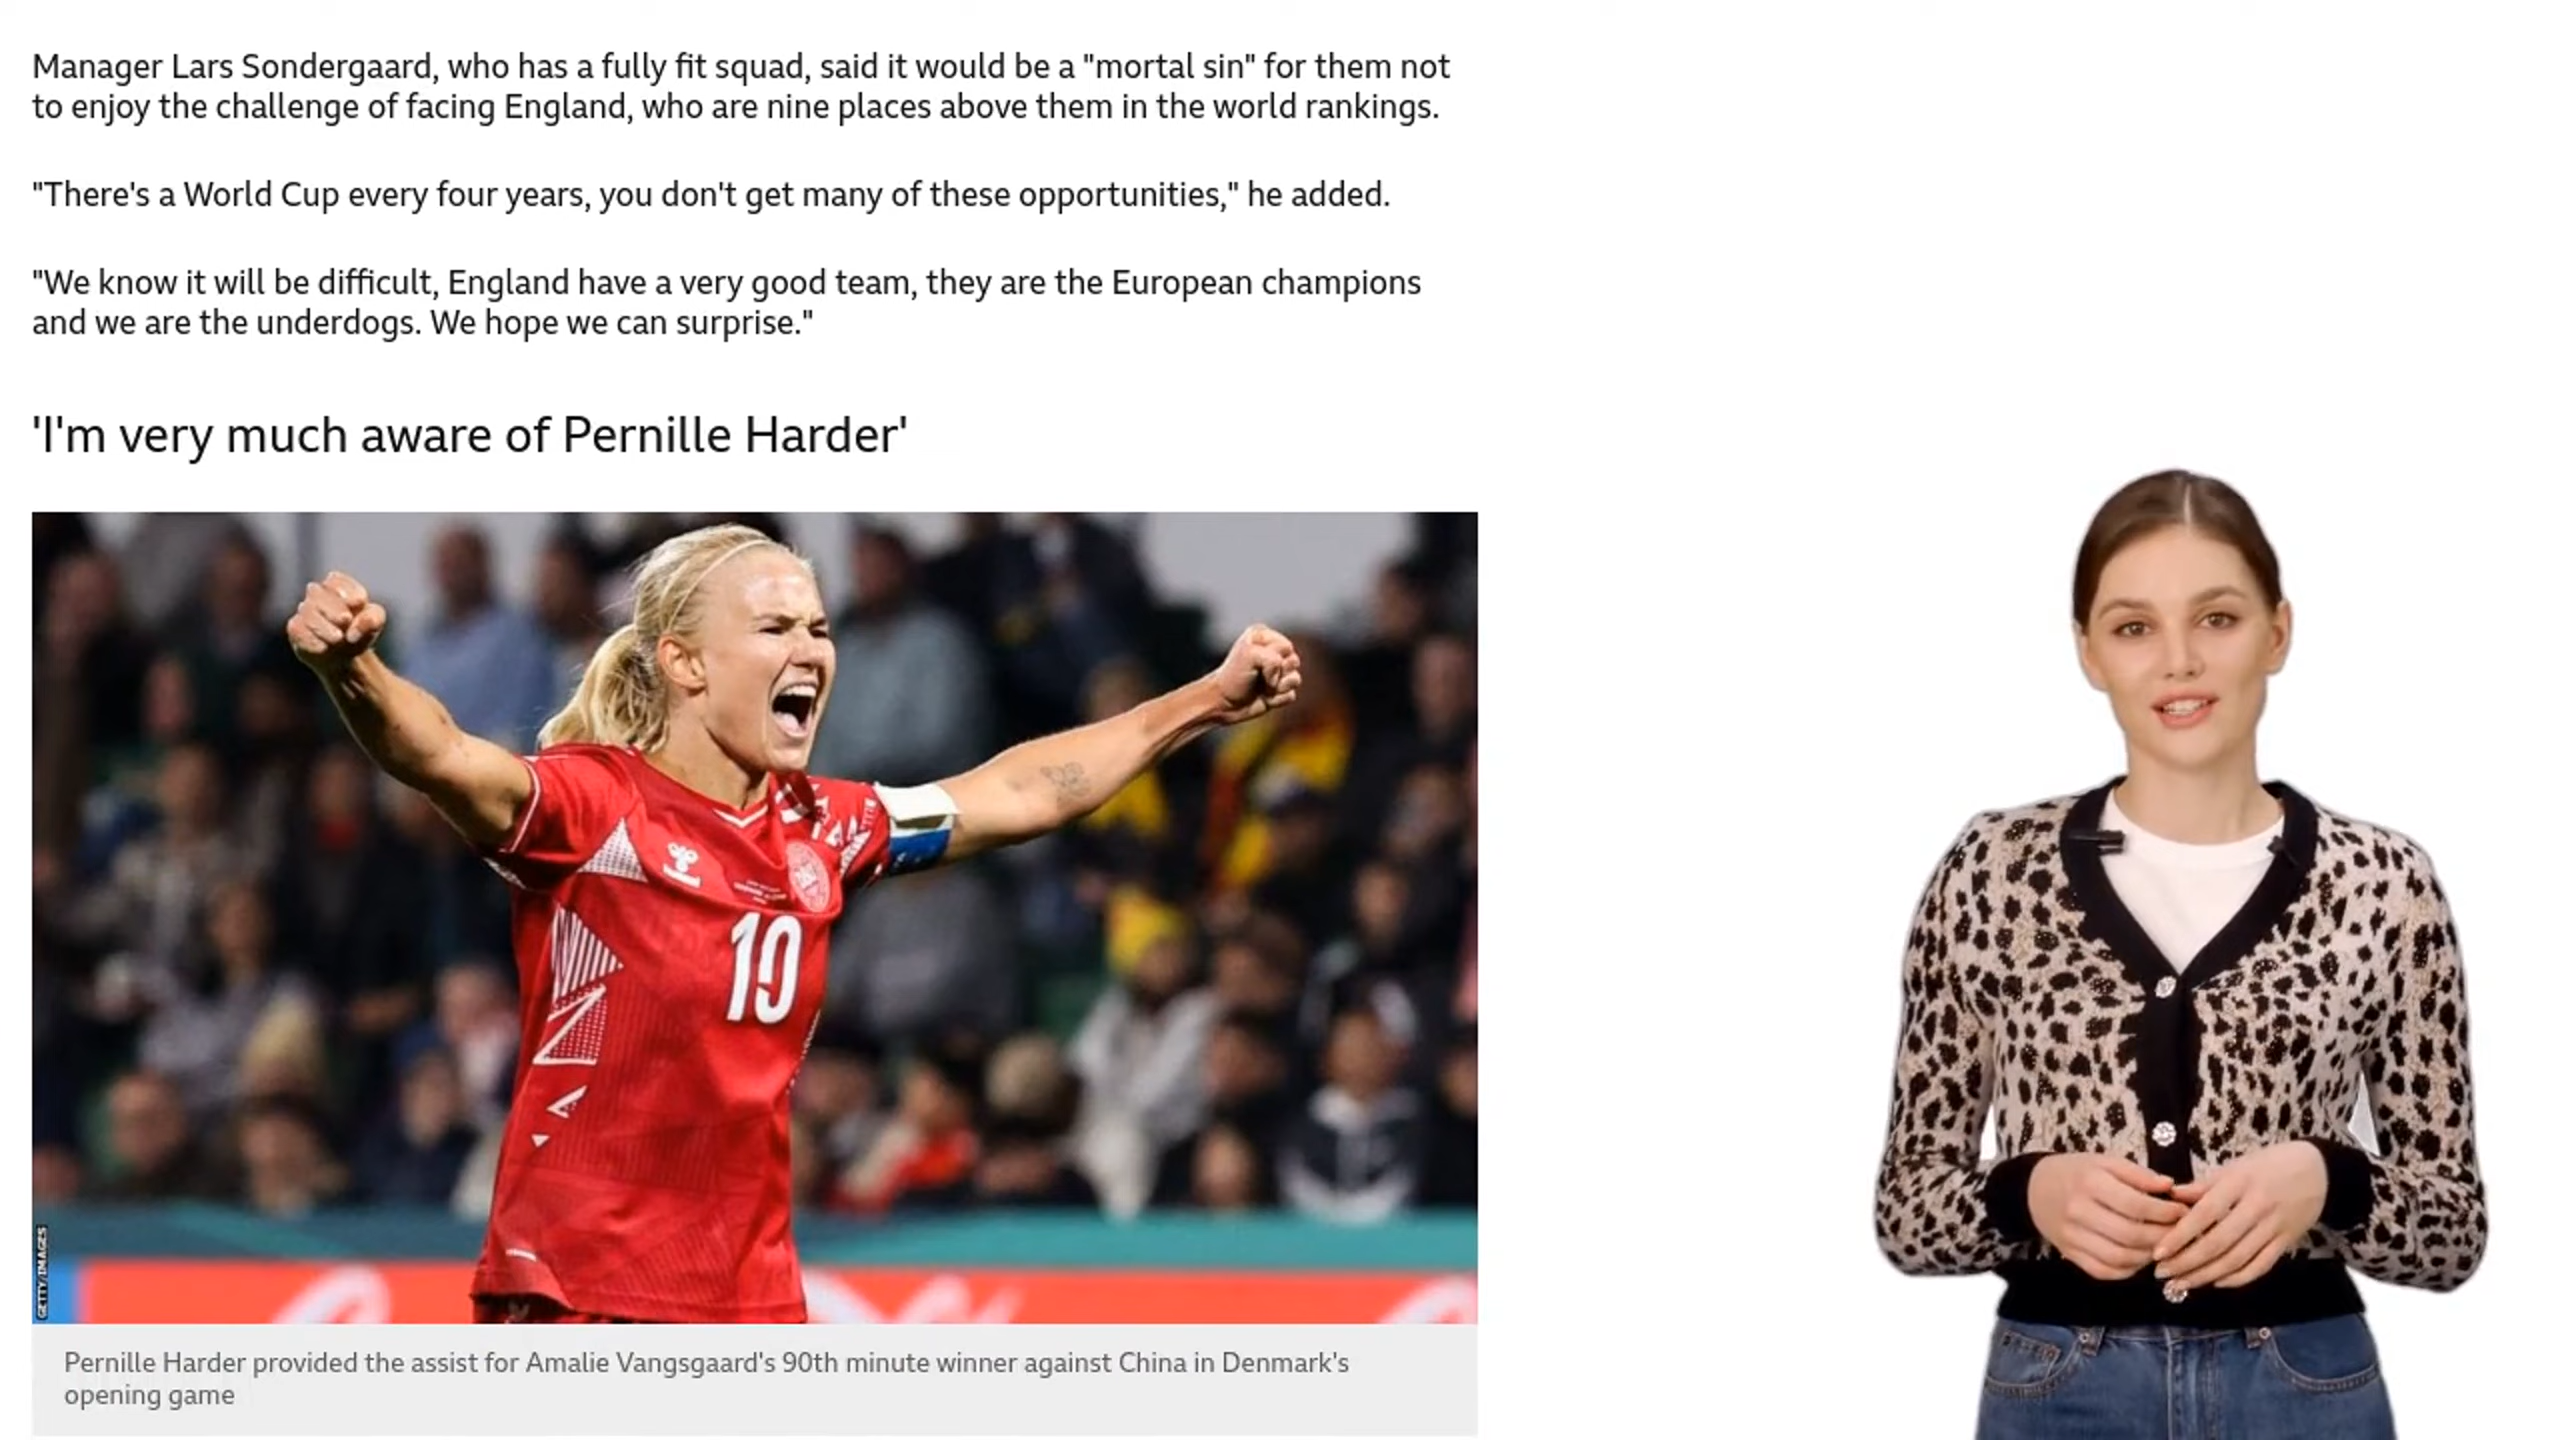 Manager Lars Sondergaard, who has a fully fit squad, said it would be a "mortal sin" for them not
to enjoy the challenge of facing England, who are nine places above them in the world rankings.
"There's a World Cup every four years, you don't get many of these opportunities," he added.
"We know it will be difficult, England have a very good team, they are the European champions
and we are the underdogs. We hope we can surprise."
'I'm very much aware of Pernille Harder'
10
GETTY IMAGES
Pernille Harder provided the assist for Amalie Vangsgaard's 90th minute winner against China in Denmark's
opening game